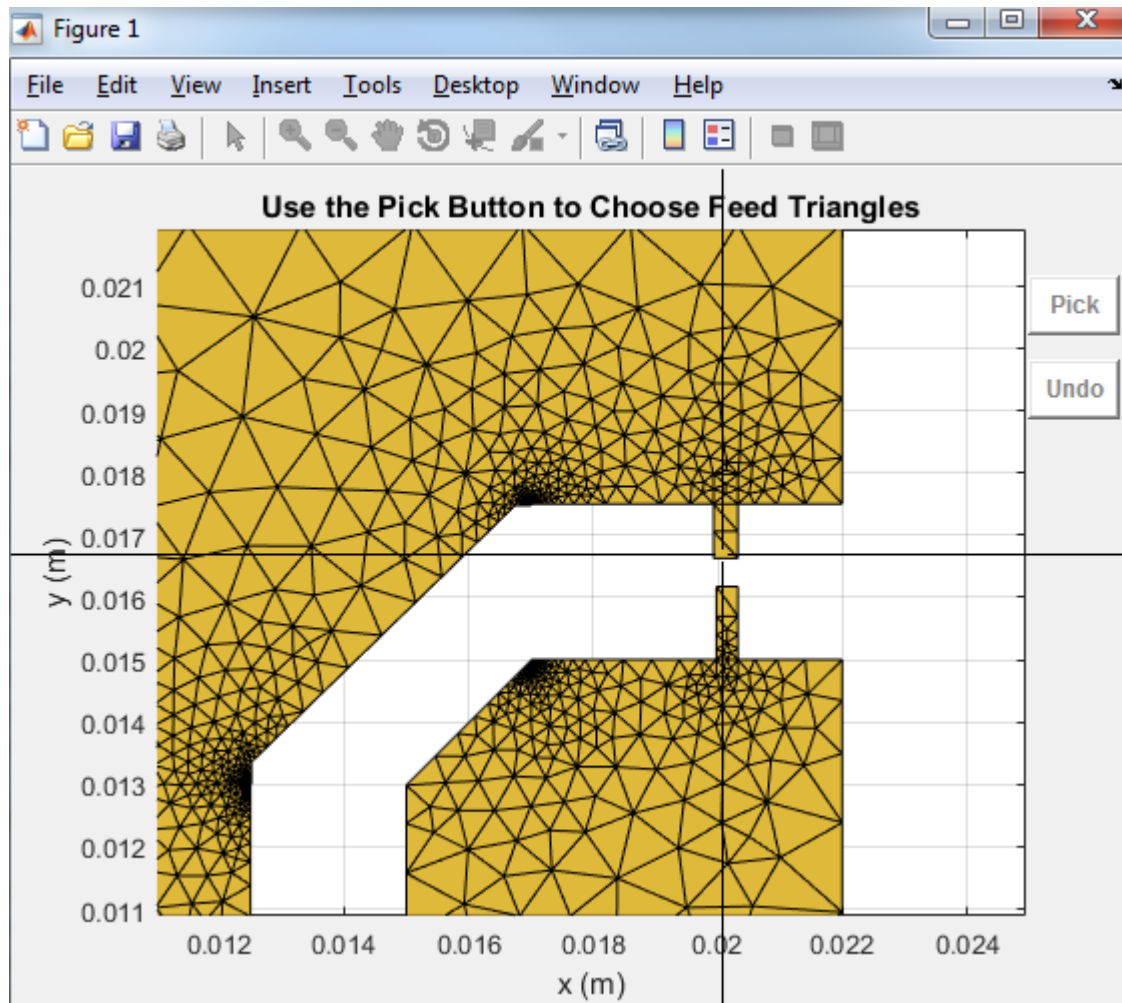 Figure 1
File Edit View Insert Tools Desktop Window Help
Use the Pick Button to Choose Feed Triangles
0.021
0.02
0.019
0.018
0.017
0.016
0.015
0.014
0.013
0.012
0.011
y (m)
Pick
Undo
0.012 0.014 0.016 0.018 0.02 0.022 0.024
x (m)